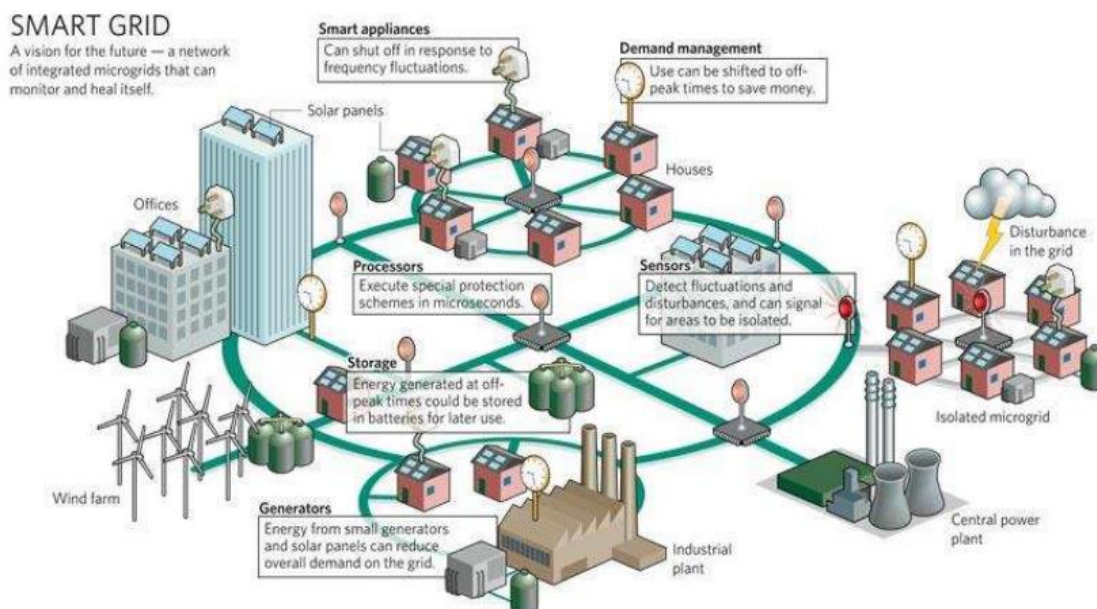 SMART GRID
A vision for the future — a network
of integrated microgrids that can
monitor and heal itself.
Smart appliances
Can shut off in response to
frequency fluctuations.
Demand management
Use can be shifted to off-
peak times to save money.
Solar panels
Houses
Offices
Disturbance
in the grid
Processors
Execute special protection
schemes in microseconds.
Sensors
Detect fluctuations and
disturbances, and can signal
for areas to be isolated.
Storage
Energy generated at off-
peak times could be stored
in batteries for later use.
Isolated microgrid
Wind farm
Generators
Energy from small generators
and solar panels can reduce
overall demand on the grid.
Industrial
plant
Central power
plant